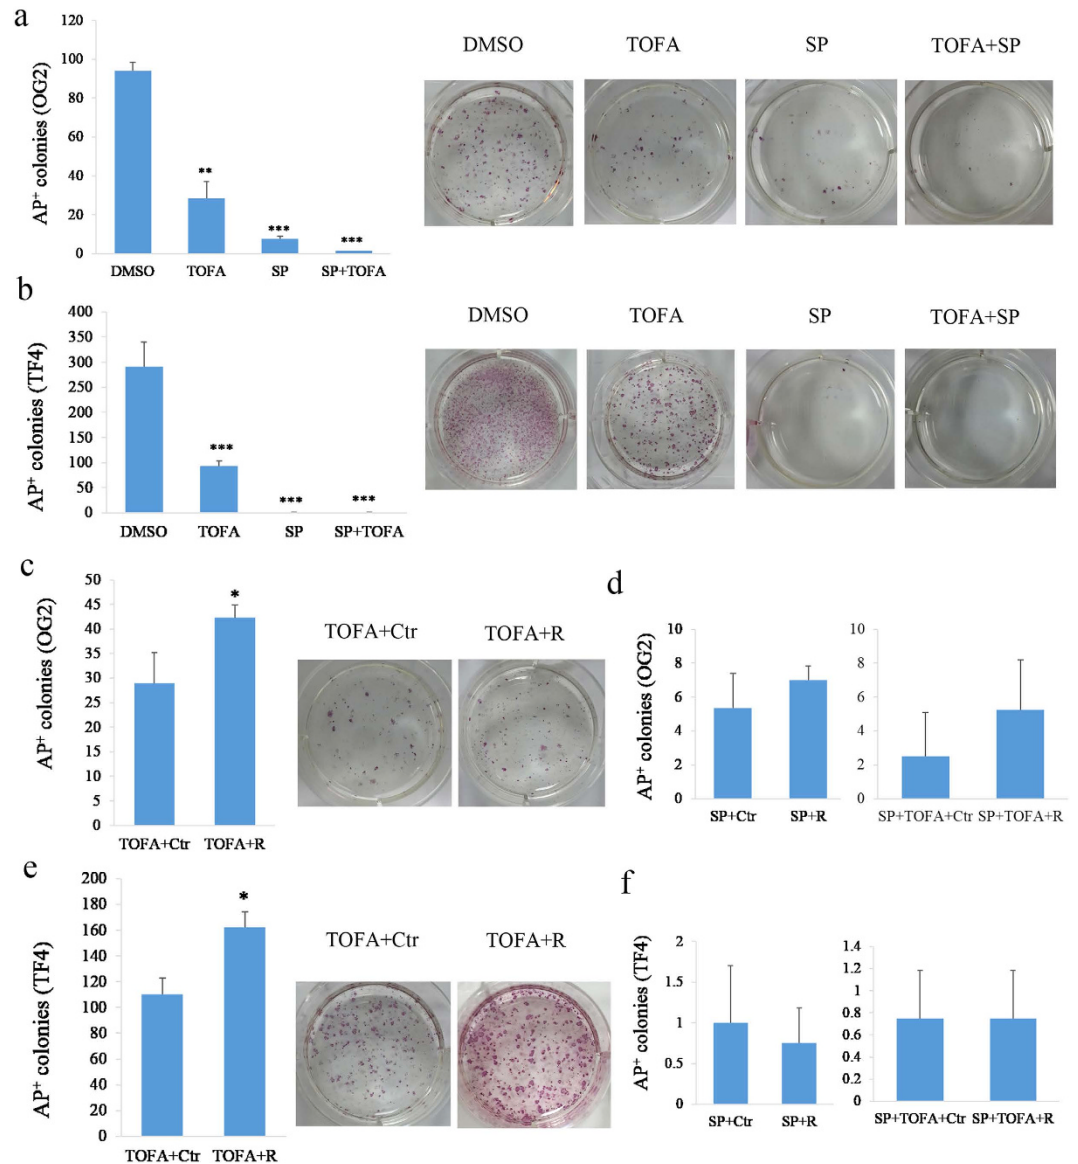 a
AP⁺ colonies (OG2)
120
100
80
60
40
20
0
**
***
***
DMSO TOFA SP SP+TOFA
DMSO TOFA SP TOFA+SP
b
AP⁺ colonies (TF4)
400
350
300
250
200
150
100
50
0
***
***
***
DMSO TOFA SP SP+TOFA
DMSO TOFA SP TOFA+SP
c
AP⁺ colonies (OG2)
50
45
40
35
30
25
20
15
10
5
0
*
TOFA+Ctr TOFA+R
TOFA+Ctr TOFA+R
d
AP⁺ colonies (OG2)
10
8
6
4
2
0
SP+Ctr SP+R
10
8
6
4
2
0
SP+TOFA+Ctr SP+TOFA+R
e
AP⁺ colonies (TF4)
200
180
160
140
120
100
80
60
40
20
0
*
TOFA+Ctr TOFA+R
TOFA+Ctr TOFA+R
f
AP⁺ colonies (TF4)
2
1.5
1
0.5
0
SP+Ctr SP+R
1.4
1.2
1
0.8
0.6
0.4
0.2
0
SP+TOFA+Ctr SP+TOFA+R